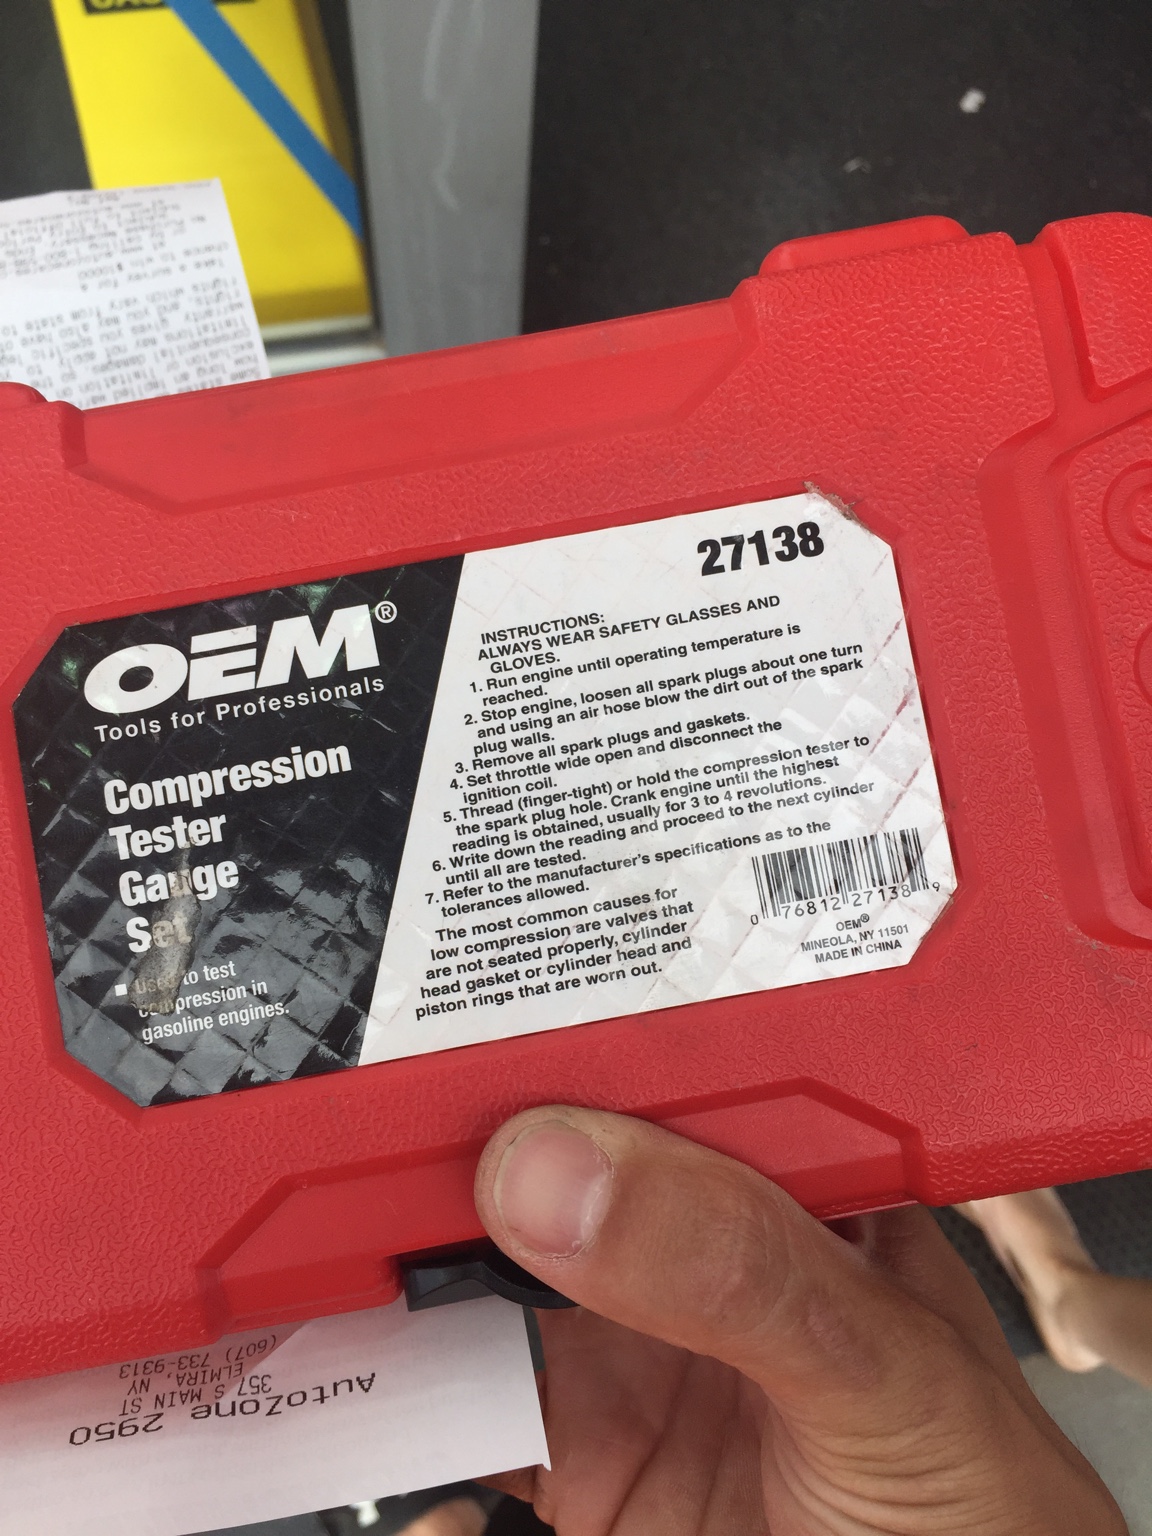 27138
OEM®
Tools for Professionals
Compression
Tester
Gauge
Set
■ Used to test
compression in
gasoline engines.
INSTRUCTIONS:
ALWAYS WEAR SAFETY GLASSES AND
GLOVES.
1. Run engine until operating temperature is
reached.
2. Stop engine, loosen all spark plugs about one turn
and using an air hose blow the dirt out of the spark
plug walls.
3. Remove all spark plugs and gaskets.
4. Set throttle wide open and disconnect the
ignition coil.
5. Thread (finger-tight) or hold the compression tester to
the spark plug hole. Crank engine until the highest
reading is obtained, usually for 3 to 4 revolutions.
6. Write down the reading and proceed to the next cylinder
until all are tested.
7. Refer to the manufacturer's specifications as to the
tolerances allowed.
The most common causes for
low compression are valves that
are not seated properly, cylinder
head gasket or cylinder head and
piston rings that are worn out.
0 76812 27138 9
OEM®
MINEOLA, NY 11501
MADE IN CHINA
AutoZone 2950
357 S MAIN ST
ELMIRA, NY
(607) 733-9313
Take a survey for a
chance to win $10000